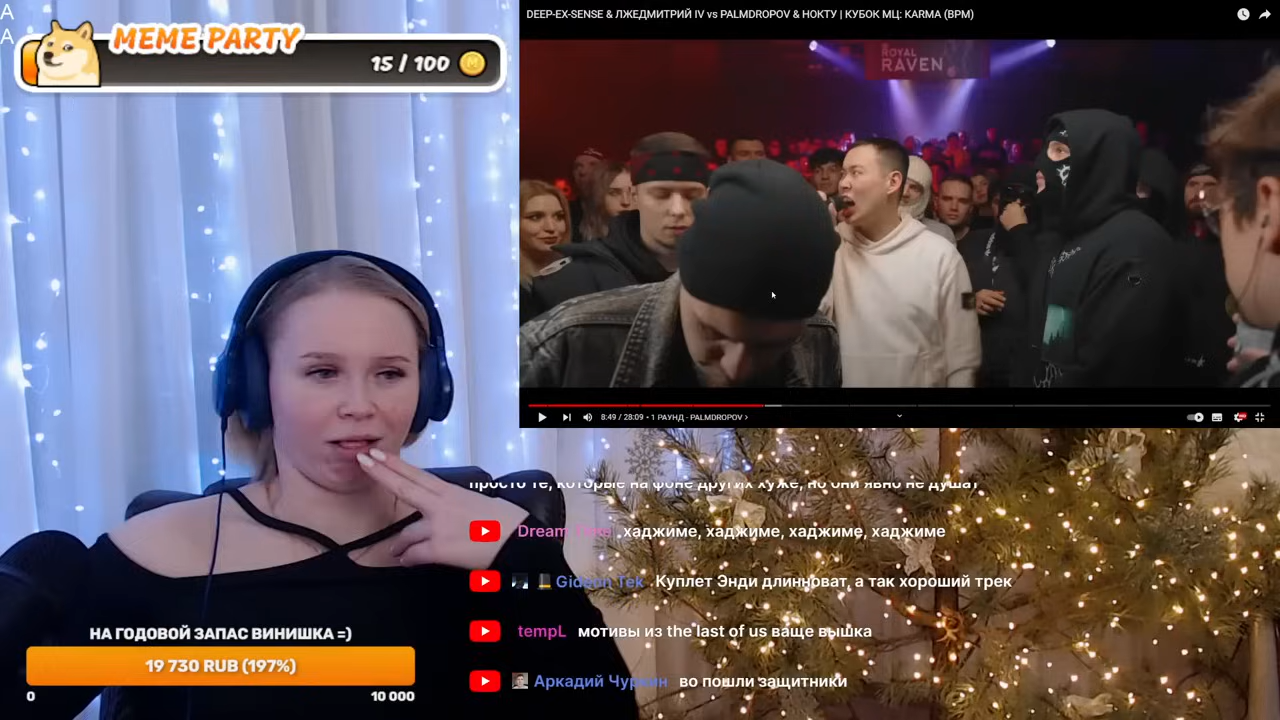 A
A
MEME PARTY
15 / 100
DEEP-EX-SENSE & ЛЖЕДМИТРИЙ IV vs PALMDROPOV & НОКТУ | КУБОК МЦ: KARMA (BPM)
ROYAL
RAVEN
8:49 / 28:09 • 1 РАУНД - PALMDROPOV ›
просто те, которые на фоне других хуже, но они явно не душат
Dream хаджиме, хаджиме, хаджиме, хаджиме
Gideon Tek Куплет Энди длинноват, а так хороший трек
tempL мотивы из the last of us ваще вышка
Аркадий во пошли защитники
НА ГОДОВОЙ ЗАПАС ВИНИШКА =)
19 730 RUB (197%)
0
10 000